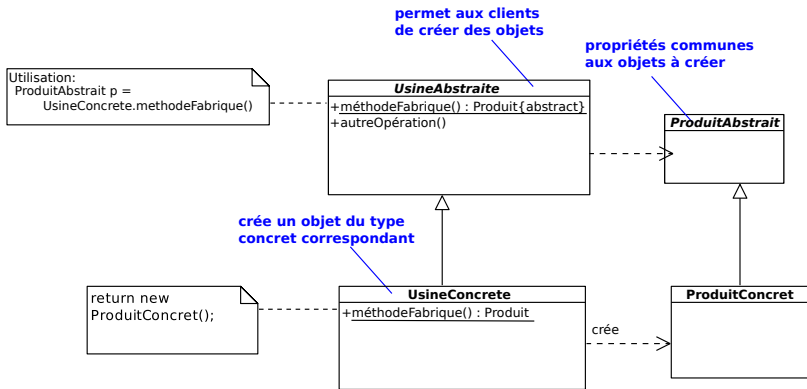 permet aux clients
de créer des objets
propriétés communes
aux objets à créer
Utilisation:
ProduitAbstrait p =
UsineConcrete.methodeFabrique()
UsineAbstraite
+méthodeFabrique() : Produit{abstract}
+autreOpération()
ProduitAbstrait
crée un objet du type
concret correspondant
return new
ProduitConcret();
UsineConcrete
+méthodeFabrique() : Produit
crée
ProduitConcret